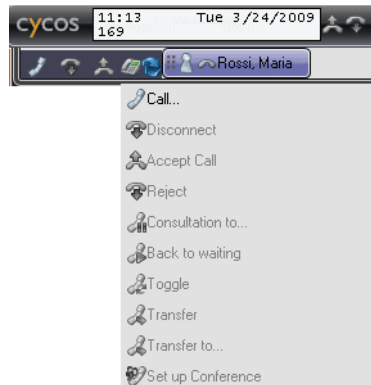 cycos 11:13 Tue 3/24/2009
169
Rossi, Maria
Call...
Disconnect
Accept Call
Reject
Consultation to...
Back to waiting
Toggle
Transfer
Transfer to...
Set up Conference